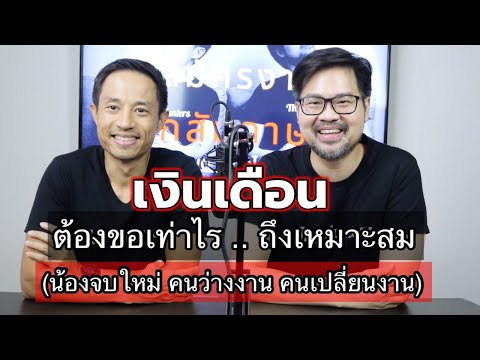 เงินเดือน
ต้องขอเท่าไร .. ถึงเหมาะสม
(น้องจบใหม่ คนว่างงาน คนเปลี่ยนงาน)